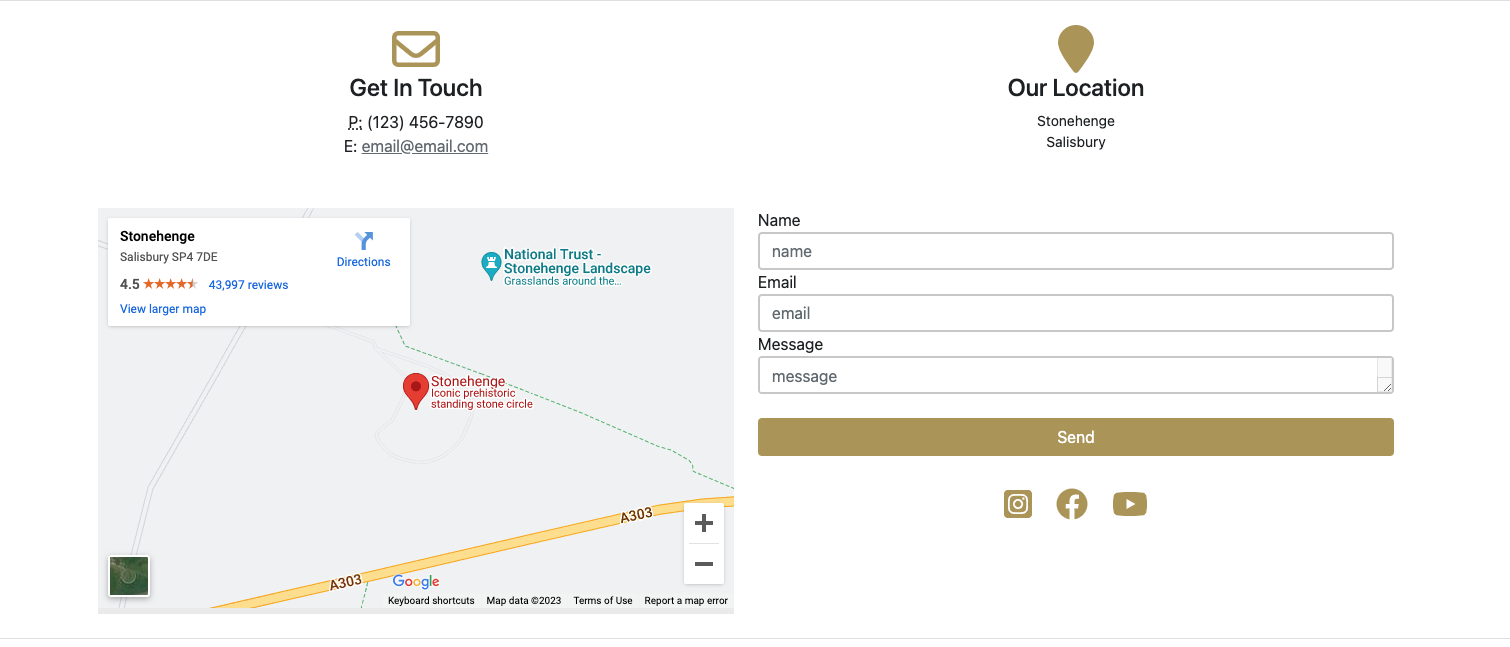 Get In Touch
P: (123) 456-7890
E: email@email.com
Our Location
Stonehenge
Salisbury
Stonehenge
Salisbury SP4 7DE
Directions
4.5
43,997 reviews
View larger map
National Trust -
Stonehenge Landscape
Grasslands around the...
Stonehenge
Iconic prehistoric
standing stone circle
A303
A303
Google
Keyboard shortcuts Map data ©2023 Terms of Use Report a map error
Name
name
Email
email
Message
message
Send